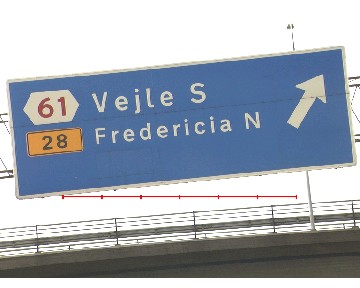 61 Vejle S
28 Fredericia N